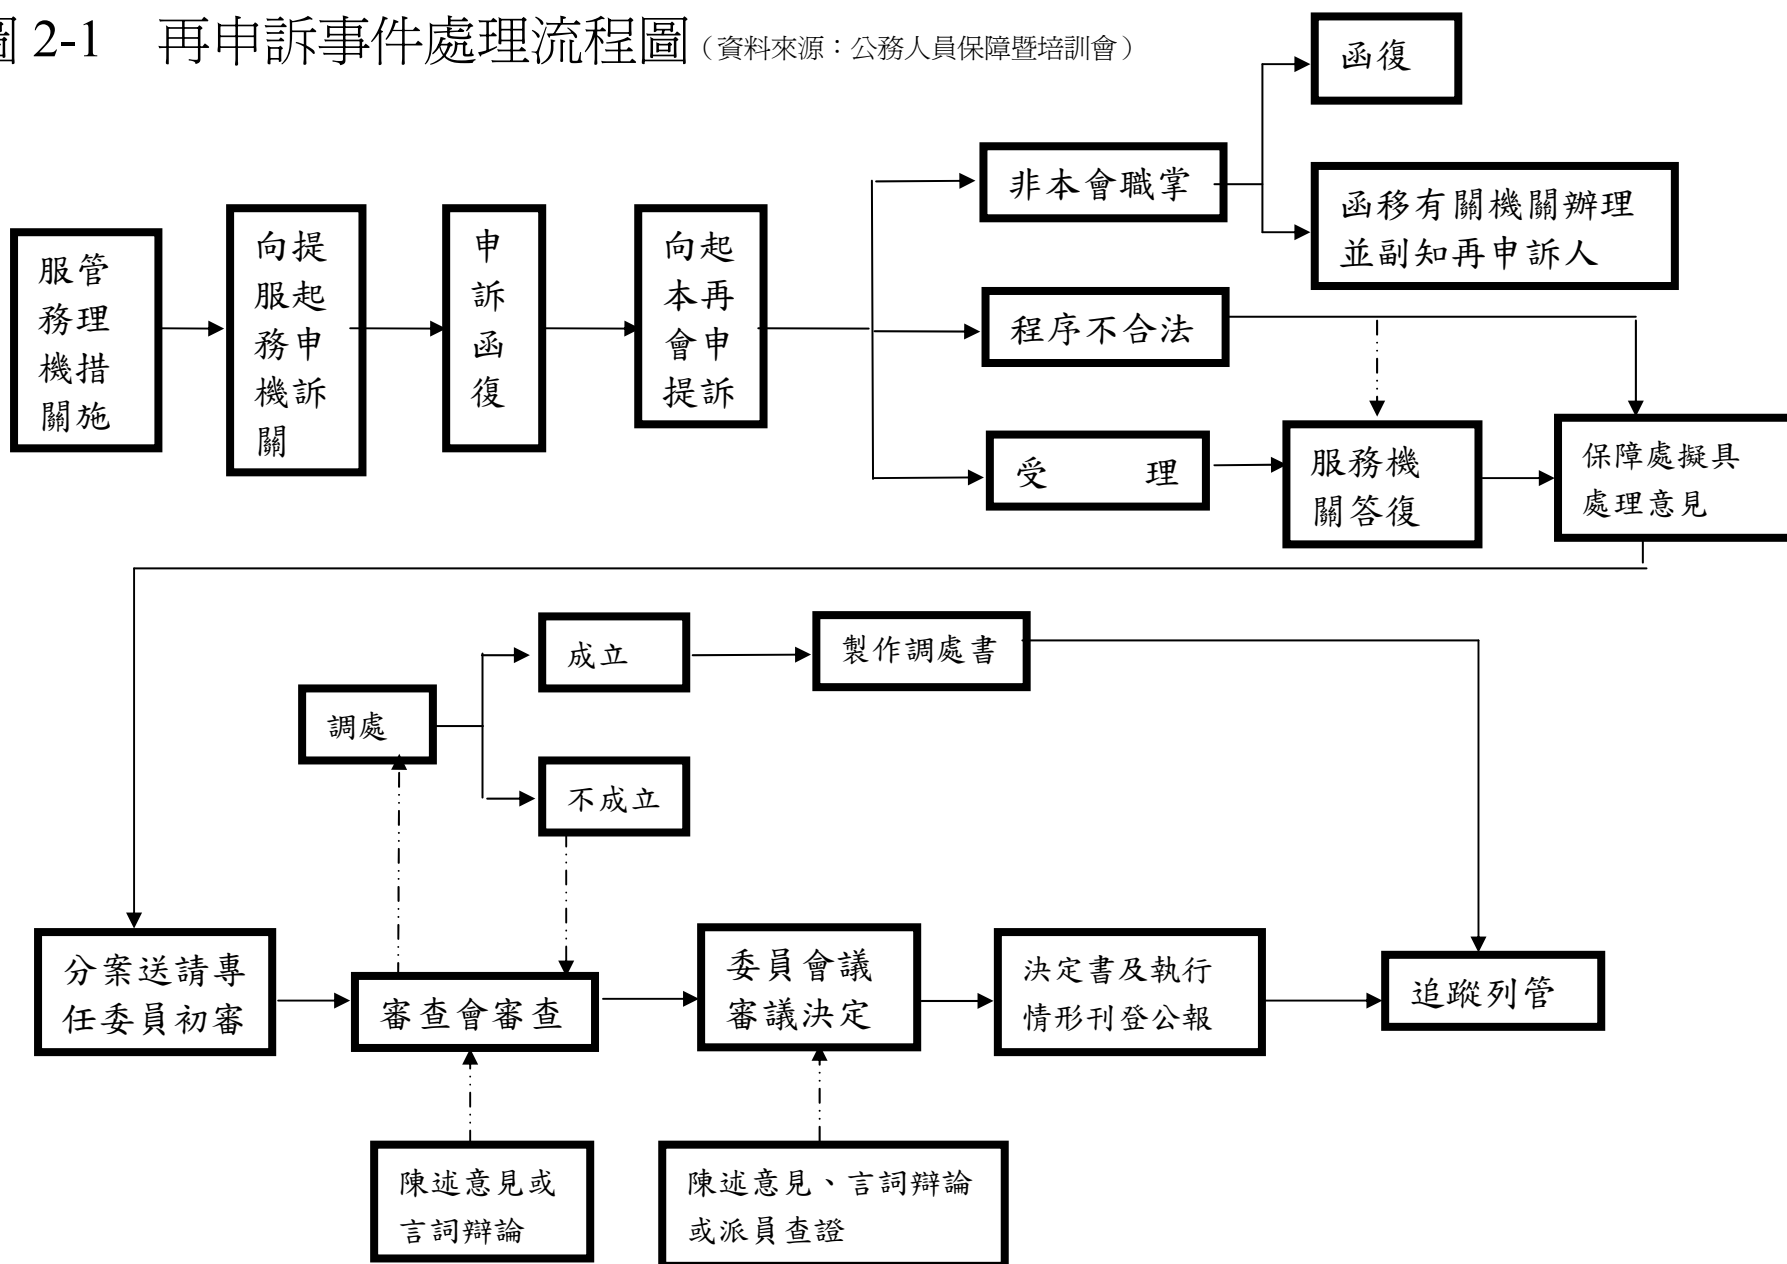 圖 2-1 再申訴事件處理流程圖（資料來源：公務人員保障暨培訓會）
服務機關
管理措施
向服務機關
提起申訴
申訴函復
向本會提
起再申訴
非本會職掌
函復
函移有關機關辦理
並副知再申訴人
程序不合法
受 理
服務機
關答復
保障處擬具
處理意見
調處
成立
製作調處書
不成立
分案送請專
任委員初審
審查會審查
委員會議
審議決定
決定書及執行
情形刊登公報
追蹤列管
陳述意見或
言詞辯論
陳述意見、言詞辯論
或派員查證